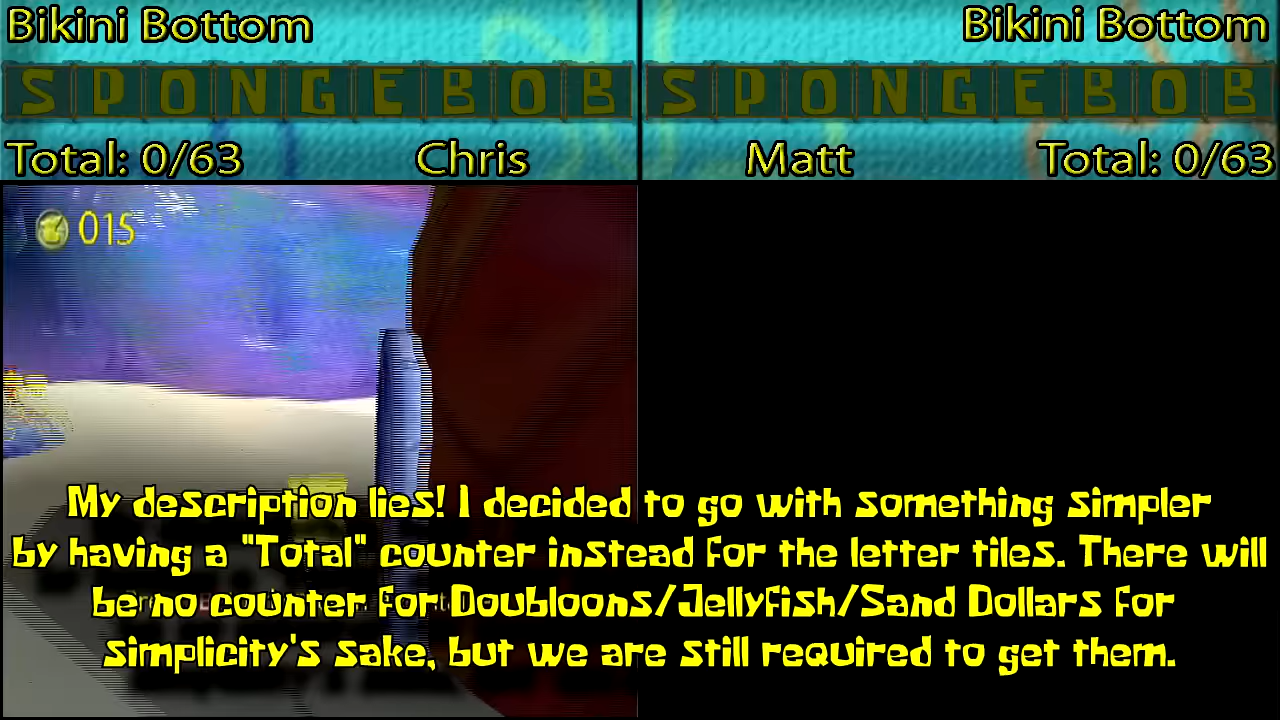 Bikini Bottom
Bikini Bottom
SPONGEBOB
SPONGEBOB
Total: 0/63
Chris
Matt
Total: 0/63
015
My description lies! I decided to go with something simpler
by having a "Total" counter instead for the letter tiles. There will
be no counter for Doubloons/Jellyfish/Sand Dollars for
simplicity's sake, but we are still required to get them.